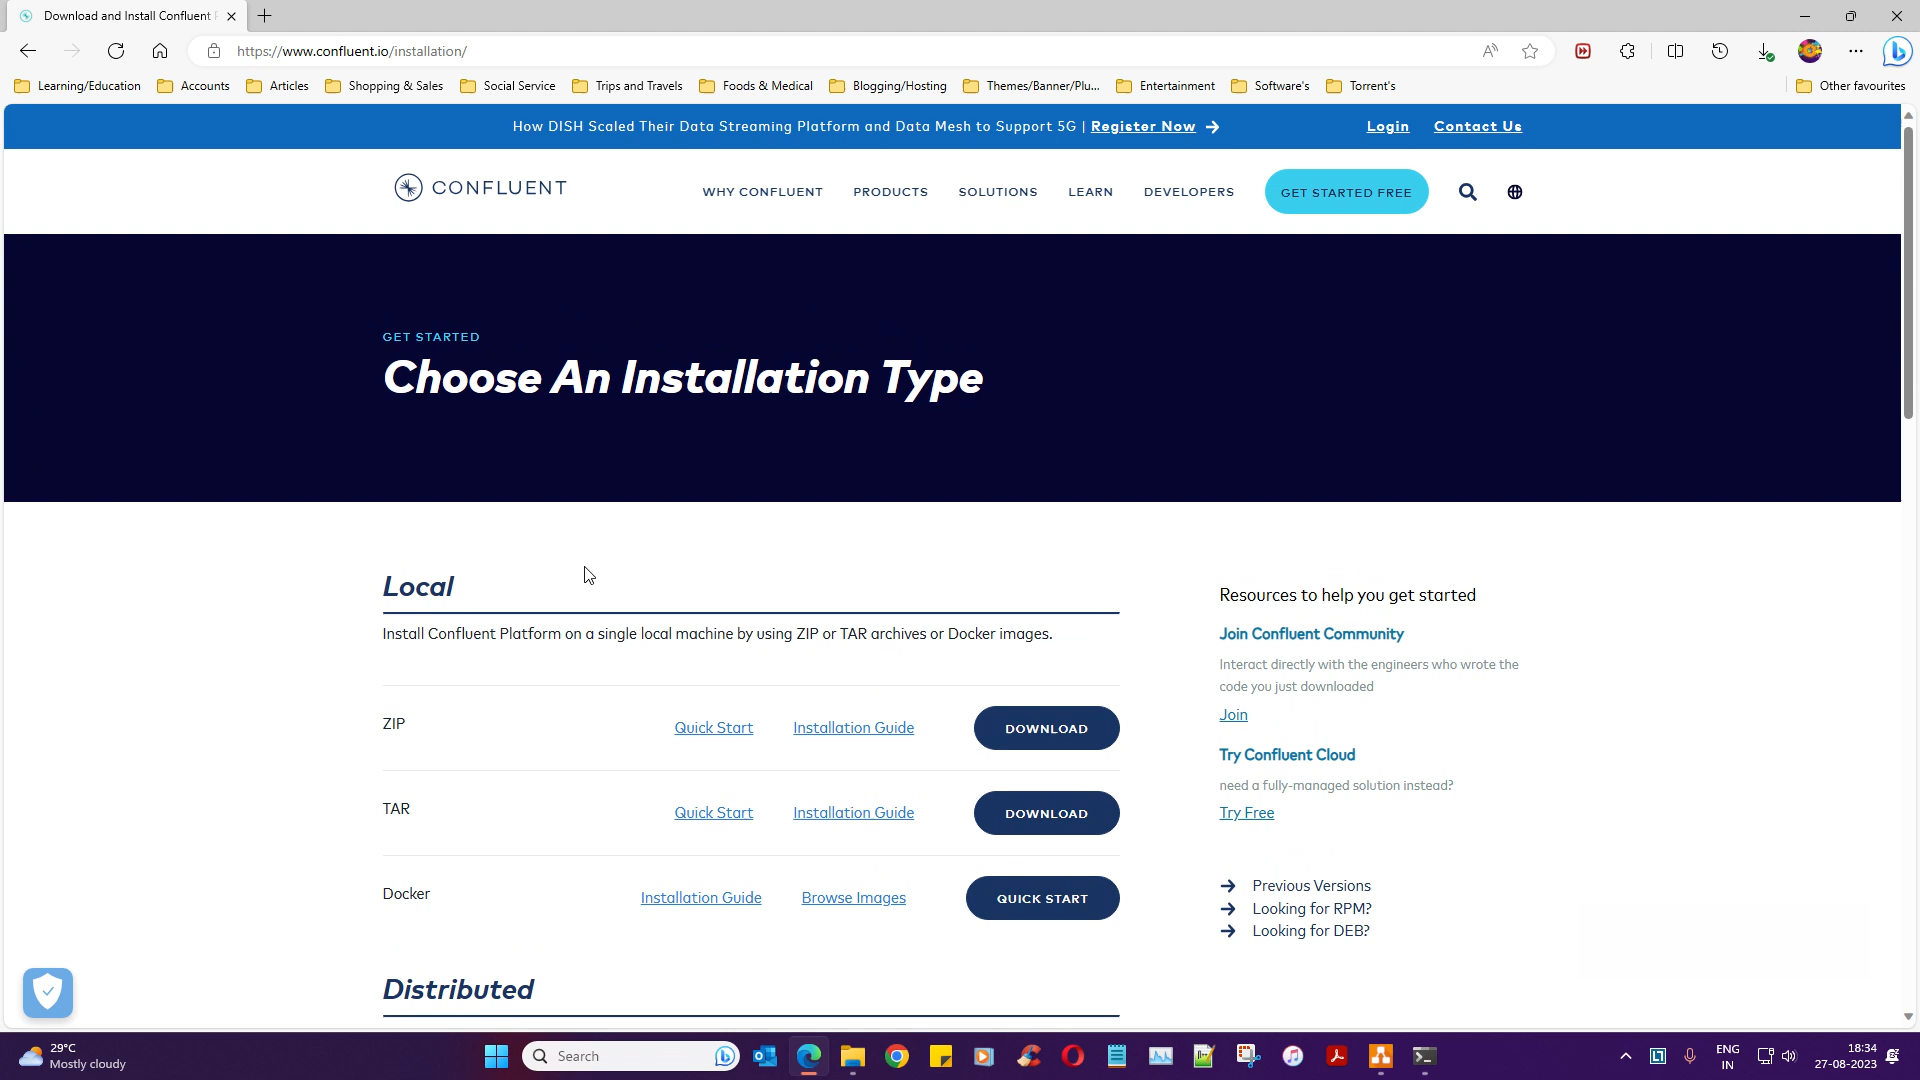 Download and Install Confluent P
https://www.confluent.io/installation/
Learning/Education Accounts Articles Shopping & Sales Social Service Trips and Travels Foods & Medical Blogging/Hosting Themes/Banner/Plu... Entertainment Software's Torrent's Other favourites
How DISH Scaled Their Data Streaming Platform and Data Mesh to Support 5G | Register Now → Login Contact Us
CONFLUENT WHY CONFLUENT PRODUCTS SOLUTIONS LEARN DEVELOPERS GET STARTED FREE
GET STARTED
Choose An Installation Type
Local
Install Confluent Platform on a single local machine by using ZIP or TAR archives or Docker images.
ZIP Quick Start Installation Guide DOWNLOAD
TAR Quick Start Installation Guide DOWNLOAD
Docker Installation Guide Browse Images QUICK START
Distributed
Resources to help you get started
Join Confluent Community
Interact directly with the engineers who wrote the
code you just downloaded
Join
Try Confluent Cloud
need a fully-managed solution instead?
Try Free
→ Previous Versions
→ Looking for RPM?
→ Looking for DEB?
29°C
Mostly cloudy
Search
ENG
IN
18:34
27-08-2023